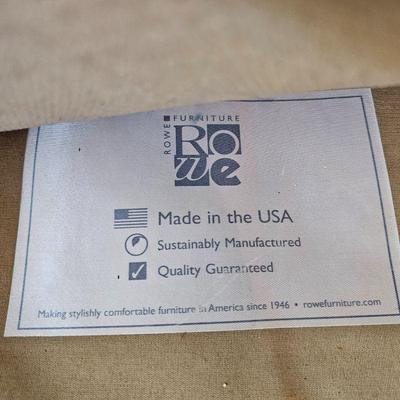 FURNITURE
ROWE
Rowe
Made in the USA
Sustainably Manufactured
Quality Guaranteed
Making stylishly comfortable furniture in America since 1946 • rowefurniture.com